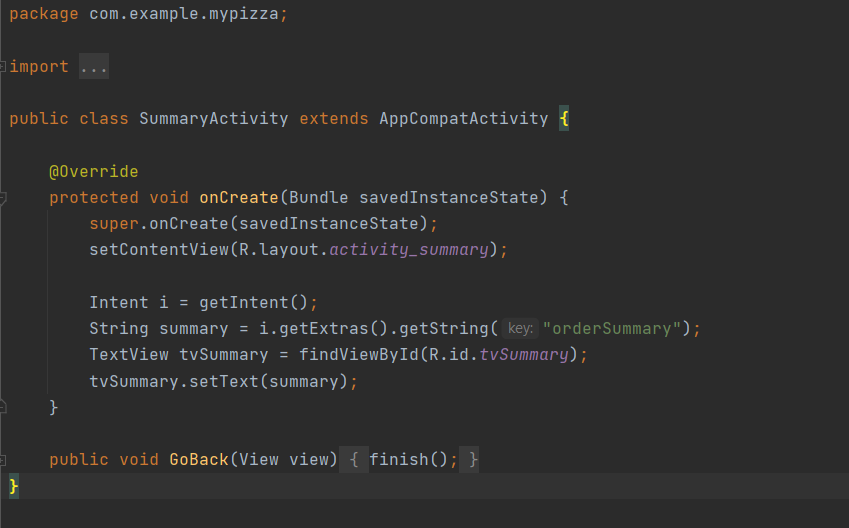 package com.example.mypizza;
import ...
public class SummaryActivity extends AppCompatActivity {
@Override
protected void onCreate(Bundle savedInstanceState) {
super.onCreate(savedInstanceState);
setContentView(R.layout.activity_summary);
Intent i = getIntent();
String summary = i.getExtras().getString( key: "orderSummary");
TextView tvSummary = findViewById(R.id.tvSummary);
tvSummary.setText(summary);
}
public void GoBack(View view) { finish(); }
}